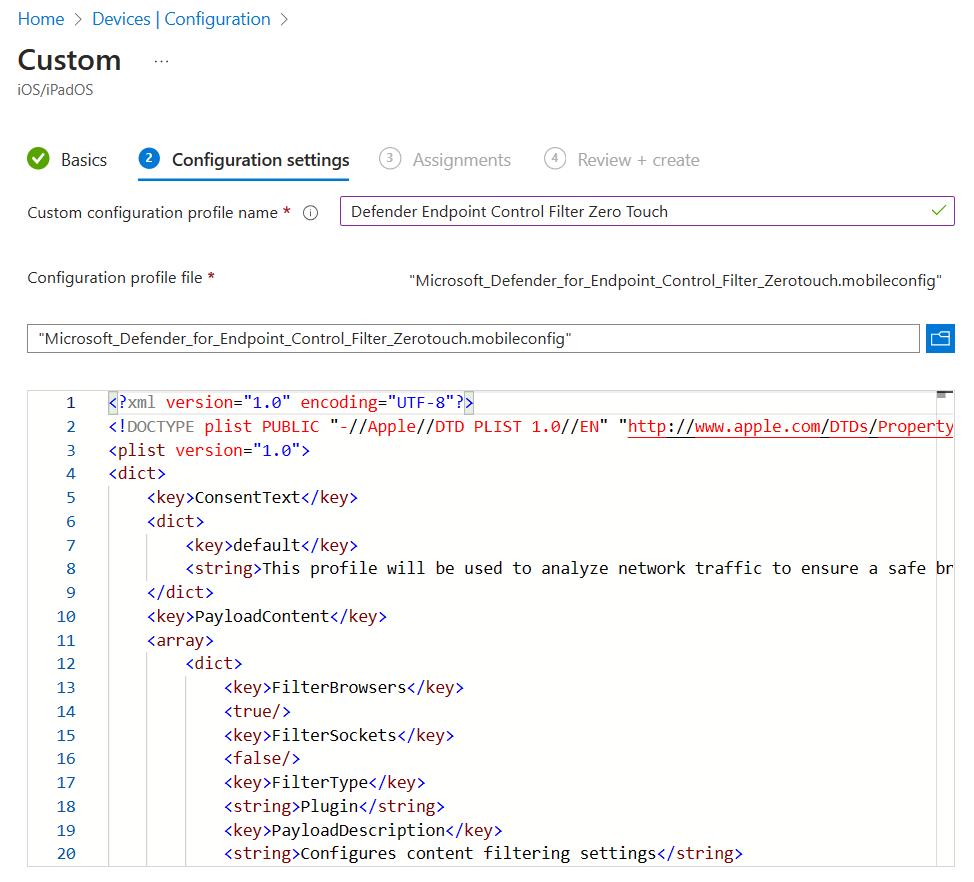 Home > Devices | Configuration >
Custom ...
iOS/iPadOS
Basics 2 Configuration settings 3 Assignments 4 Review + create
Custom configuration profile name * Defender Endpoint Control Filter Zero Touch
Configuration profile file * "Microsoft_Defender_for_Endpoint_Control_Filter_Zerotouch.mobileconfig"
"Microsoft_Defender_for_Endpoint_Control_Filter_Zerotouch.mobileconfig"
1 <?xml version="1.0" encoding="UTF-8"?>
2 <!DOCTYPE plist PUBLIC "-//Apple//DTD PLIST 1.0//EN" "http://www.apple.com/DTDs/Property
3 <plist version="1.0">
4 <dict>
5 <key>ConsentText</key>
6 <dict>
7 <key>default</key>
8 <string>This profile will be used to analyze network traffic to ensure a safe br
9 </dict>
10 <key>PayloadContent</key>
11 <array>
12 <dict>
13 <key>FilterBrowsers</key>
14 <true/>
15 <key>FilterSockets</key>
16 <false/>
17 <key>FilterType</key>
18 <string>Plugin</string>
19 <key>PayloadDescription</key>
20 <string>Configures content filtering settings</string>